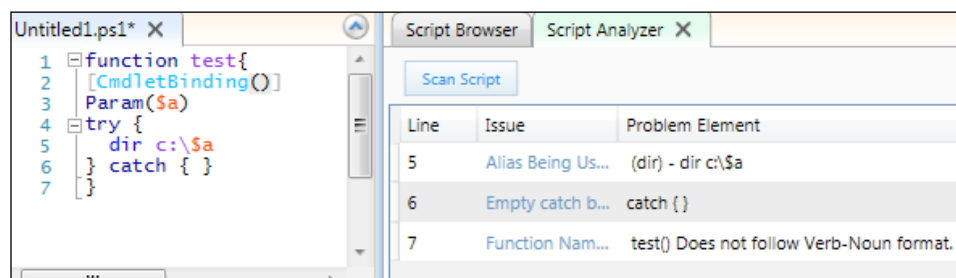 Untitled1.ps1* X
1 function test{
2 [CmdletBinding()]
3 Param($a)
4 try {
5 dir c:\$a
6 } catch { }
7 }
Script Browser Script Analyzer X
Scan Script
Line Issue Problem Element
5 Alias Being Us... (dir) - dir c:\$a
6 Empty catch b... catch { }
7 Function Nam... test() Does not follow Verb-Noun format.